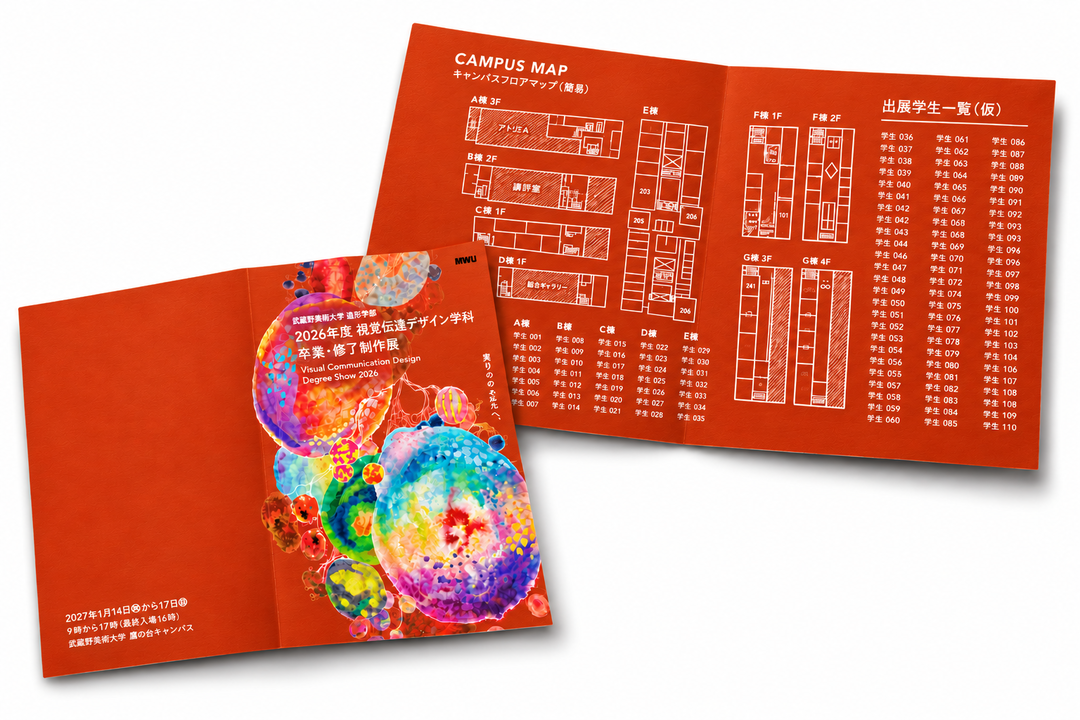 MWU
武蔵野美術大学 造形学部
2026年度 視覚伝達デザイン学科
卒業・修了制作展
Visual Communication Design
Degree Show 2026
2027年1月14日㊍から17日㊐
9時から17時（最終入場16時）
武蔵野美術大学 鷹の台キャンパス
CAMPUS MAP
キャンパスフロアマップ（簡易）
A棟 3F
アトリエA
B棟 2F
講評室
C棟 1F
D棟 1F
総合ギャラリー
E棟
203
205
206
206
A棟
学生 001
学生 002
学生 003
学生 004
学生 005
学生 006
学生 007
B棟
学生 008
学生 009
学生 010
学生 011
学生 012
学生 013
学生 014
C棟
学生 015
学生 016
学生 017
学生 018
学生 019
学生 020
学生 021
D棟
学生 022
学生 023
学生 024
学生 025
学生 026
学生 027
学生 028
E棟
学生 029
学生 030
学生 031
学生 032
学生 033
学生 034
学生 035
F棟 1F
101
F棟 2F
G棟 3F
241
G棟 4F
出展学生一覧（仮）
学生 036
学生 037
学生 038
学生 039
学生 040
学生 041
学生 042
学生 042
学生 043
学生 044
学生 046
学生 047
学生 048
学生 049
学生 050
学生 051
学生 052
学生 053
学生 054
学生 056
学生 055
学生 057
学生 058
学生 059
学生 060
学生 061
学生 062
学生 063
学生 064
学生 065
学生 066
学生 067
学生 068
学生 068
学生 069
学生 070
学生 071
学生 072
学生 074
学生 075
学生 076
学生 077
学生 078
学生 079
学生 080
学生 081
学生 082
学生 083
学生 084
学生 085
学生 086
学生 087
学生 088
学生 089
学生 090
学生 091
学生 092
学生 093
学生 093
学生 096
学生 096
学生 097
学生 098
学生 099
学生 100
学生 101
学生 102
学生 103
学生 104
学生 106
学生 107
学生 108
学生 108
学生 109
学生 110